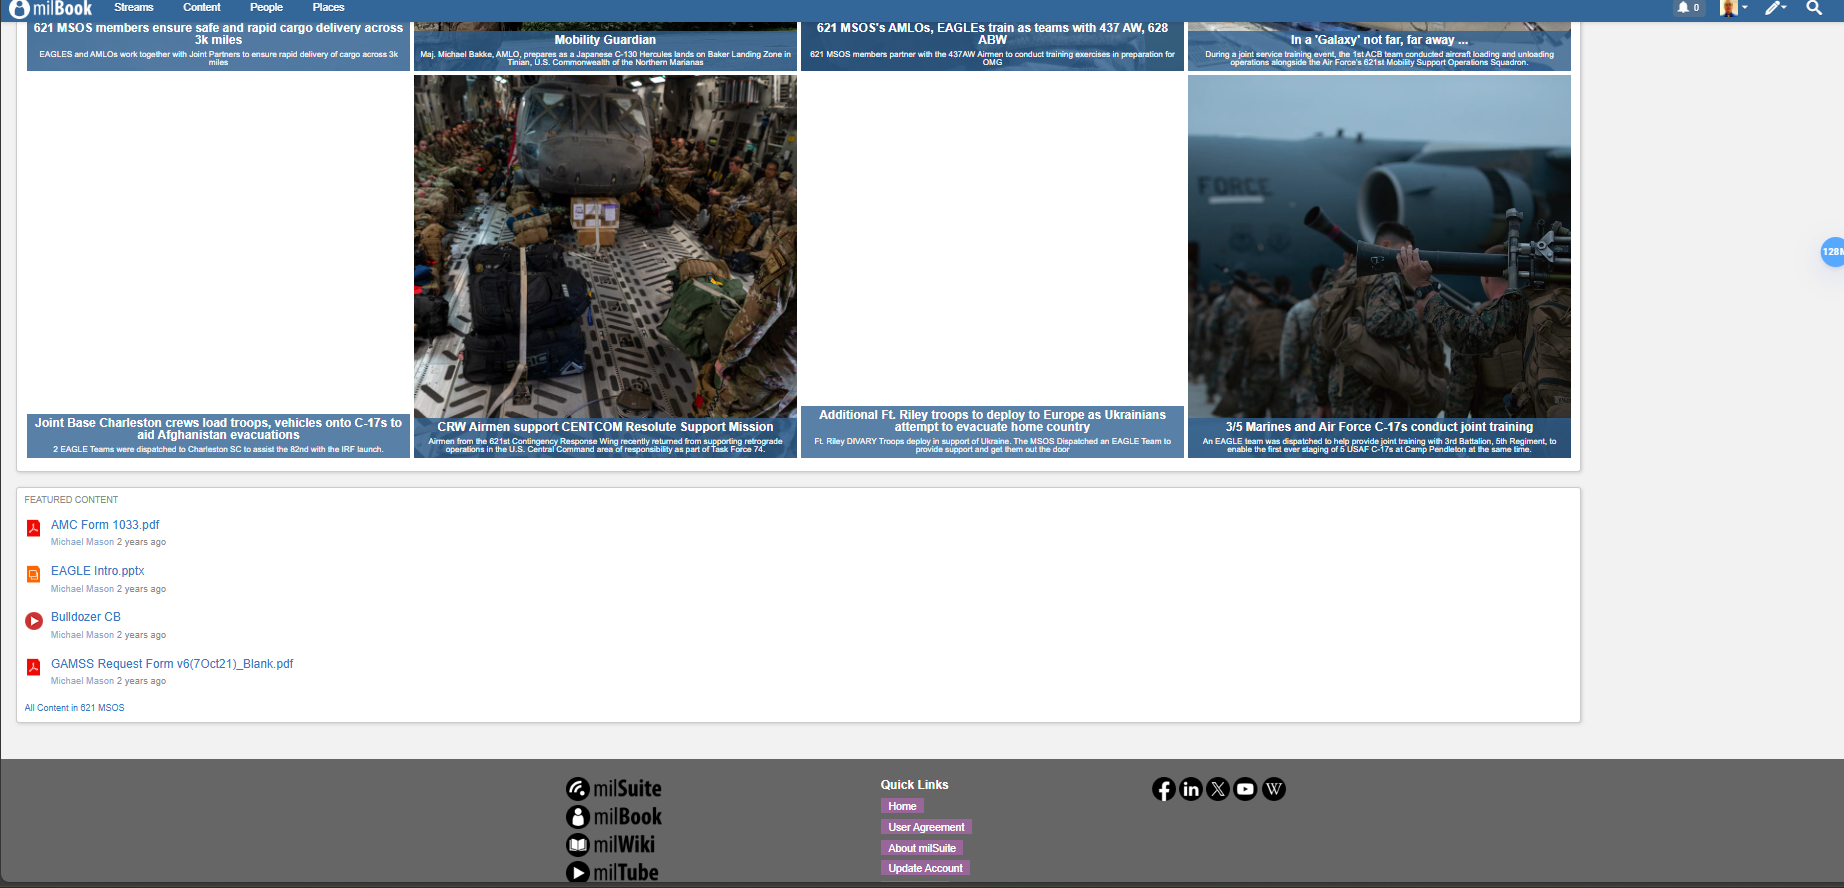 milBook Streams Content People Places 0
621 MSOS members ensure safe and rapid cargo delivery across
3k miles
EAGLES and AMLOs work together with Joint Partners to ensure rapid delivery of cargo across 3k
miles
Mobility Guardian
Maj. Michael Bakke, AMLO, prepares as a Japanese C-130 Hercules lands on Baker Landing Zone in
Tinian, U.S. Commonwealth of the Northern Marianas
621 MSOS's AMLOs, EAGLEs train as teams with 437 AW, 628
ABW
621 MSOS members partner with the 437AW Airmen to conduct training exercises in preparation for
OMG
In a 'Galaxy' not far, far away ...
During a joint service training event, the 1st ACB team conducted aircraft loading and unloading
operations alongside the Air Force's 621st Mobility Support Operations Squadron.
FORCE
128M
Joint Base Charleston crews load troops, vehicles onto C-17s to
aid Afghanistan evacuations
2 EAGLE Teams were dispatched to Charleston SC to assist the 82nd with the IRF launch.
CRW Airmen support CENTCOM Resolute Support Mission
Airmen from the 621st Contingency Response Wing recently returned from supporting retrograde
operations in the U.S. Central Command area of responsibility as part of Task Force 74.
Additional Ft. Riley troops to deploy to Europe as Ukrainians
attempt to evacuate home country
Ft. Riley DIVARY Troops deploy in support of Ukraine. The MSOS Dispatched an EAGLE Team to
provide support and get them out the door
3/5 Marines and Air Force C-17s conduct joint training
An EAGLE team was dispatched to help provide joint training with 3rd Battalion, 5th Regiment, to
enable the first ever staging of 5 USAF C-17s at Camp Pendleton at the same time.
FEATURED CONTENT
AMC Form 1033.pdf
Michael Mason 2 years ago
EAGLE Intro.pptx
Michael Mason 2 years ago
Bulldozer CB
Michael Mason 2 years ago
GAMSS Request Form v6(7Oct21)_Blank.pdf
Michael Mason 2 years ago
All Content in 621 MSOS
milSuite
milBook
milWiki
milTube
Quick Links
Home
User Agreement
About milSuite
Update Account